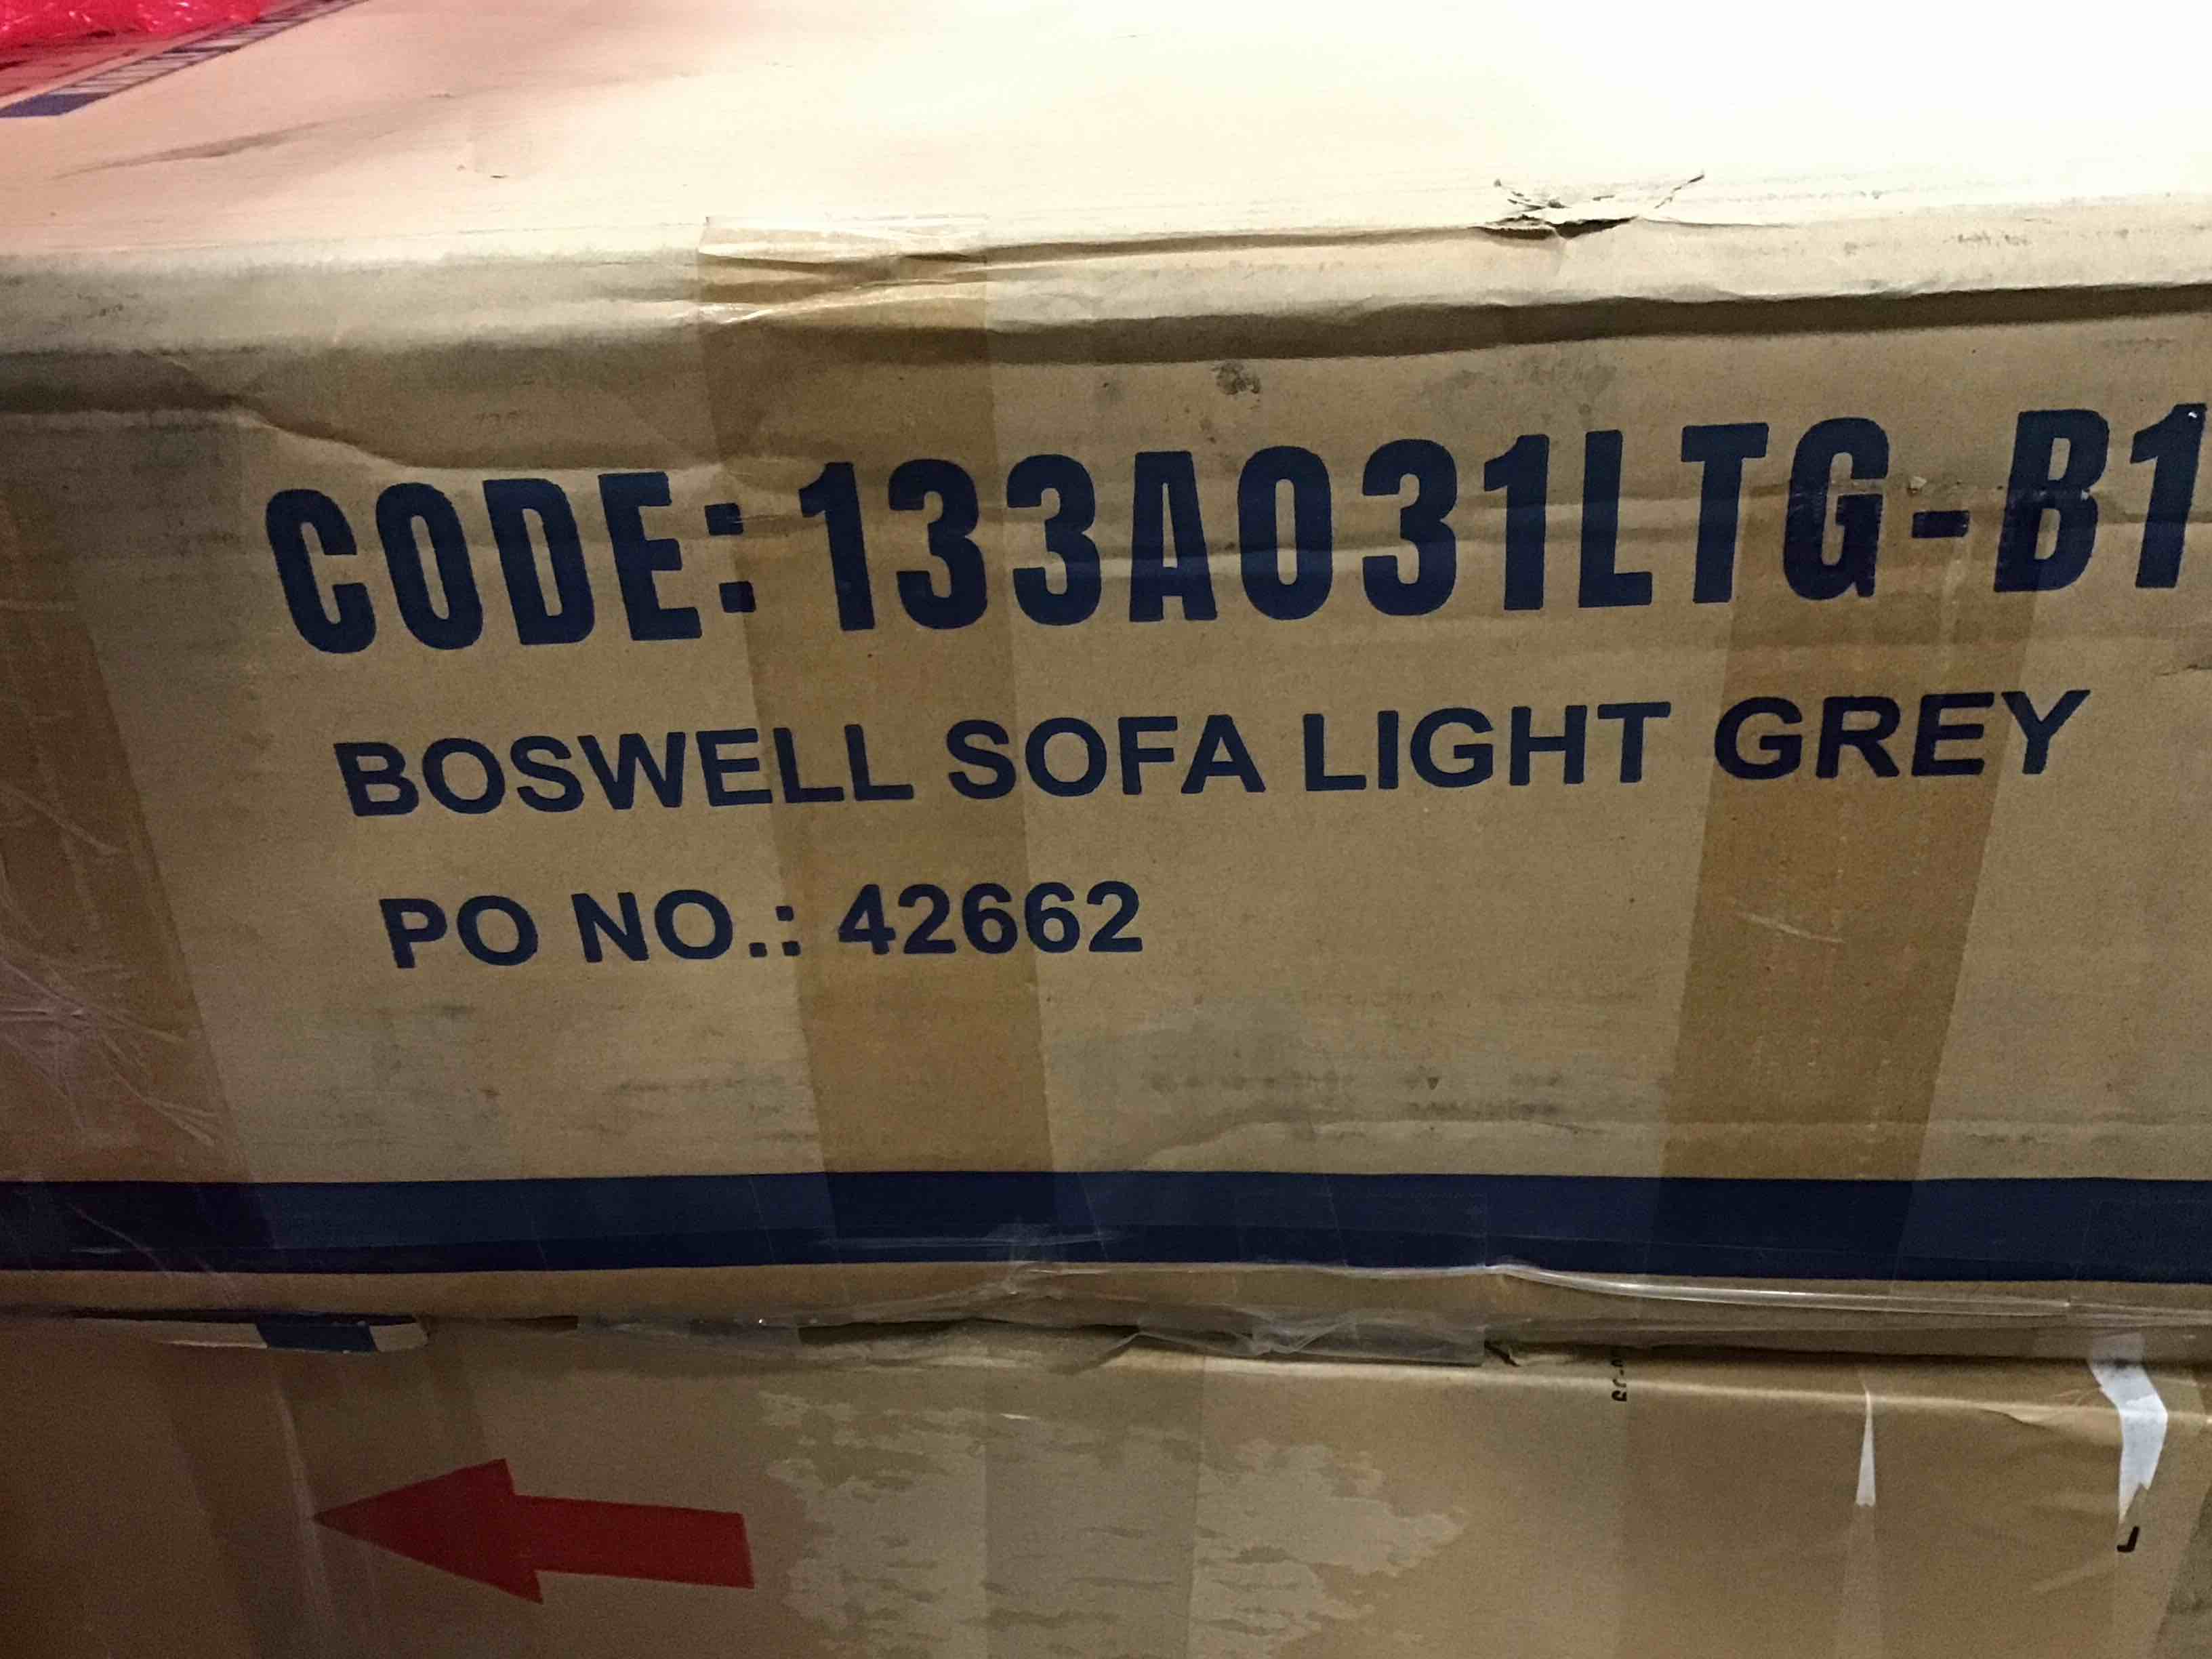 CODE: 133A031LTG-B1
BOSWELL SOFA LIGHT GREY
PO NO.: 42662